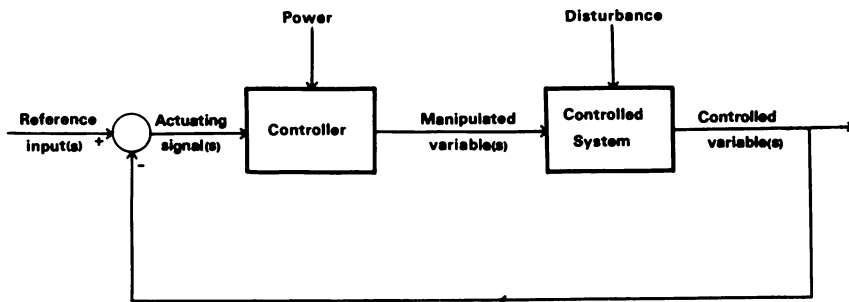 Power
Disturbance
Reference
input(s)
+
-
Actuating
signal(s)
Controller
Manipulated
variable(s)
Controlled
System
Controlled
variable(s)